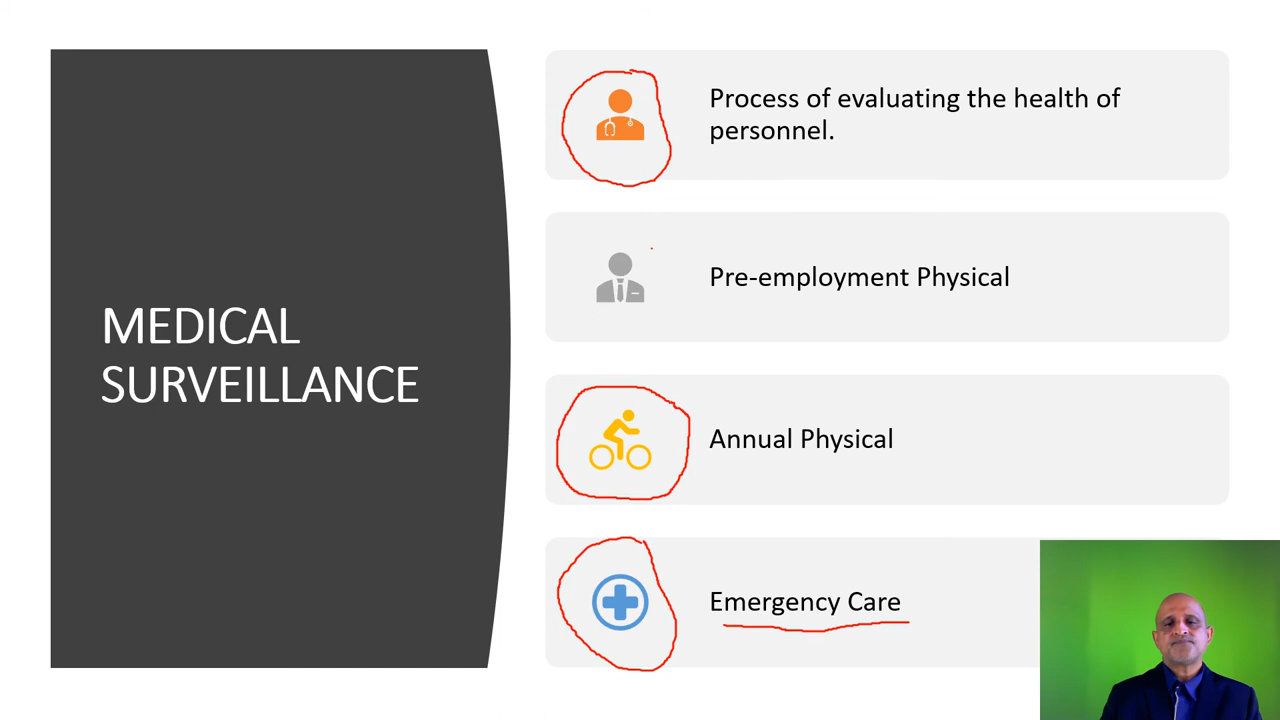 MEDICAL
SURVEILLANCE
Process of evaluating the health of
personnel.
Pre-employment Physical
Annual Physical
Emergency Care